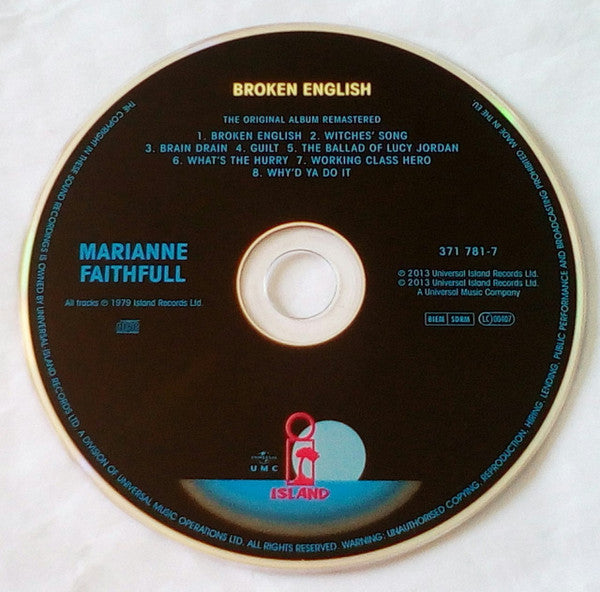 BROKEN ENGLISH
THE ORIGINAL ALBUM REMASTERED
1. BROKEN ENGLISH 2. WITCHES' SONG
3. BRAIN DRAIN 4. GUILT 5. THE BALLAD OF LUCY JORDAN
6. WHAT'S THE HURRY 7. WORKING CLASS HERO
8. WHY'D YA DO IT
MARIANNE
FAITHFULL
All tracks ℗ 1979 Island Records Ltd.
371 781-7
℗ 2013 Universal Island Records Ltd.
© 2013 Universal Island Records Ltd.
A Universal Music Company
BIEM SDRM LC 00407
UNIVERSAL
UMC
ISLAND
THE COPYRIGHT IN THESE SOUND RECORDINGS IS OWNED BY UNIVERSAL ISLAND RECORDS LTD. A DIVISION OF UNIVERSAL MUSIC OPERATIONS LTD. ALL RIGHTS RESERVED. WARNING: UNAUTHORISED COPYING, REPRODUCTION, HIRING, LENDING, PUBLIC PERFORMANCE AND BROADCASTING PROHIBITED. MADE IN THE EU